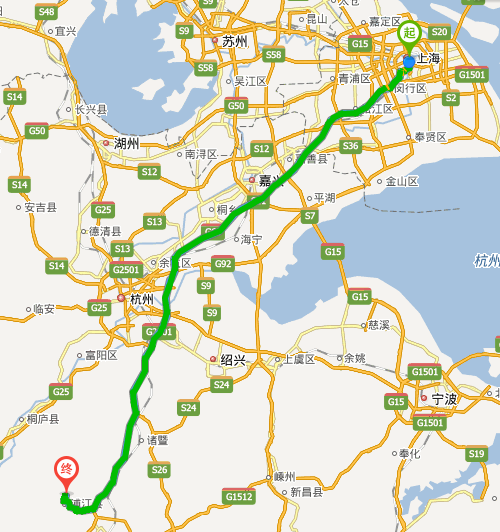 S48
宜兴
S9
苏州
昆山
太仓
嘉定区
起
S20
G15
上海
S9
S58
S58
吴江区
青浦区
闵行区
G1501
S14
长兴县
G50
S2
G50
湖州
S12
南浔区
S36
奉贤区
S12
嘉善县
S14
嘉兴
金山区
安吉县
G25
桐乡
平湖
S7
德清县
S13
S13
海宁
G15
S14
G2501
G92
杭州
S9
G15
临安
G25
杭州
S9
慈溪
富阳区
绍兴
上虞区
余姚
G1501
G25
S24
宁波
桐庐县
S24
G15
G1501
诸暨
奉化
S19
终
S26
嵊州
浦江县
G1512
新昌县